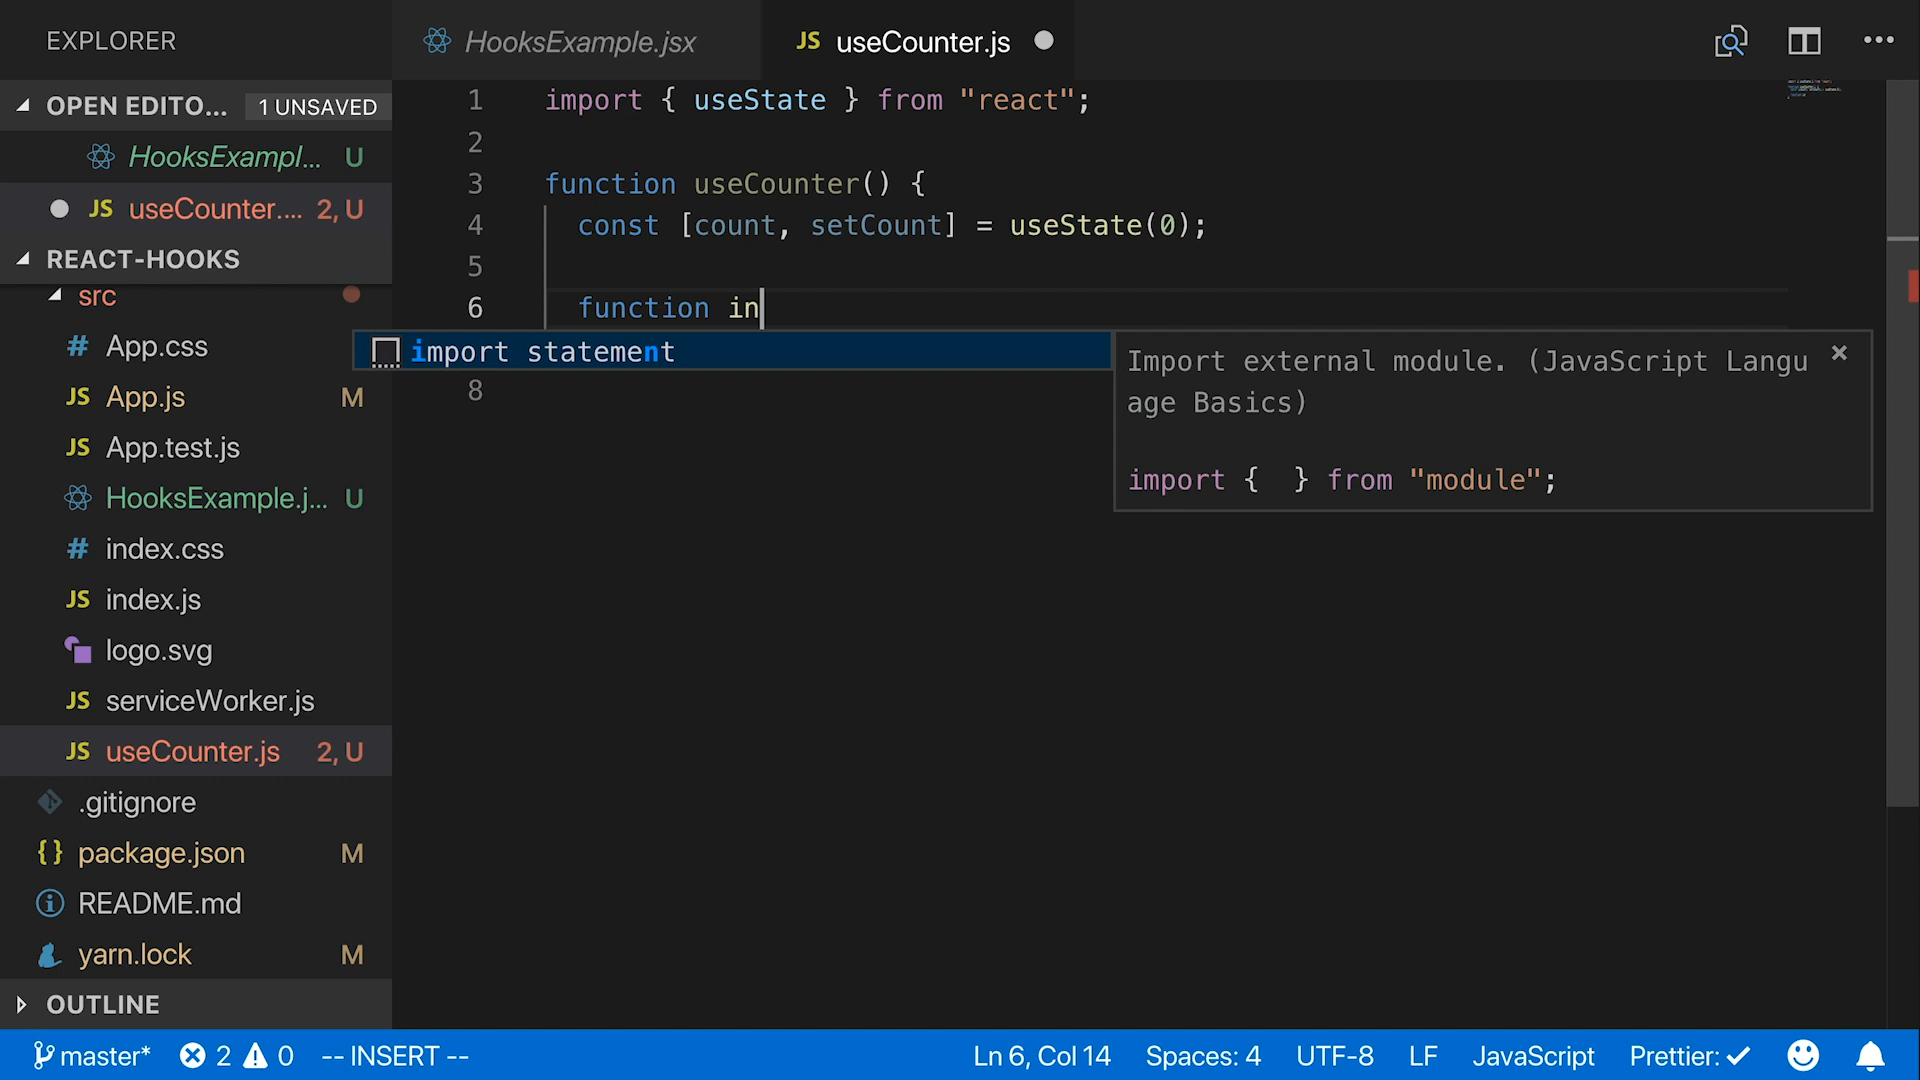 EXPLORER
HooksExample.jsx
JS useCounter.js
OPEN EDITO... 1 UNSAVED
HooksExampl... U
JS useCounter.... 2, U
REACT-HOOKS
src
# App.css
JS App.js M
JS App.test.js
HooksExample.j... U
# index.css
JS index.js
logo.svg
JS serviceWorker.js
JS useCounter.js 2, U
.gitignore
{} package.json M
README.md
yarn.lock M
OUTLINE
1 import { useState } from "react";
2
3 function useCounter() {
4 const [count, setCount] = useState(0);
5
6 function in
import statement
8
Import external module. (JavaScript Langu
age Basics)
import {  } from "module";
master* 2 0 -- INSERT -- Ln 6, Col 14 Spaces: 4 UTF-8 LF JavaScript Prettier: ✓